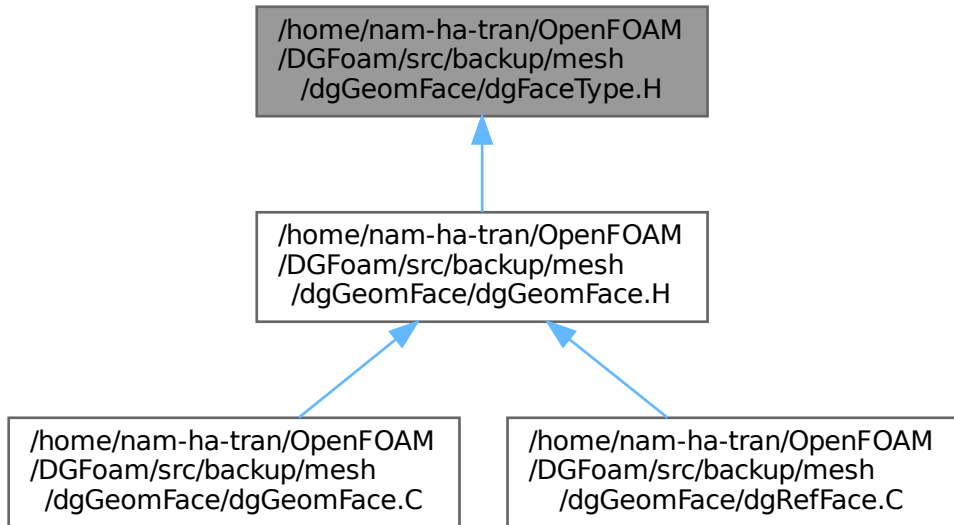 /home/nam-ha-tran/OpenFOAM
/DGFoam/src/backup/mesh
/dgGeomFace/dgFaceType.H
/home/nam-ha-tran/OpenFOAM
/DGFoam/src/backup/mesh
/dgGeomFace/dgGeomFace.H
/home/nam-ha-tran/OpenFOAM
/DGFoam/src/backup/mesh
/dgGeomFace/dgGeomFace.C
/home/nam-ha-tran/OpenFOAM
/DGFoam/src/backup/mesh
/dgGeomFace/dgRefFace.C